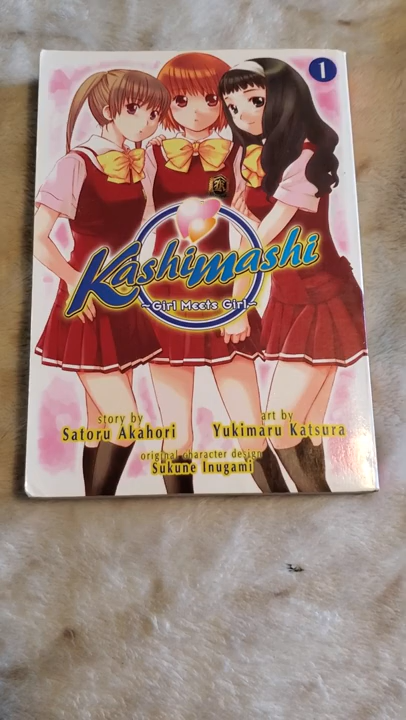 1
Kashimashi
~Girl Meets Girl~
story by
Satoru Akahori
art by
Yukimaru Katsura
original character design
Sukune Inugami